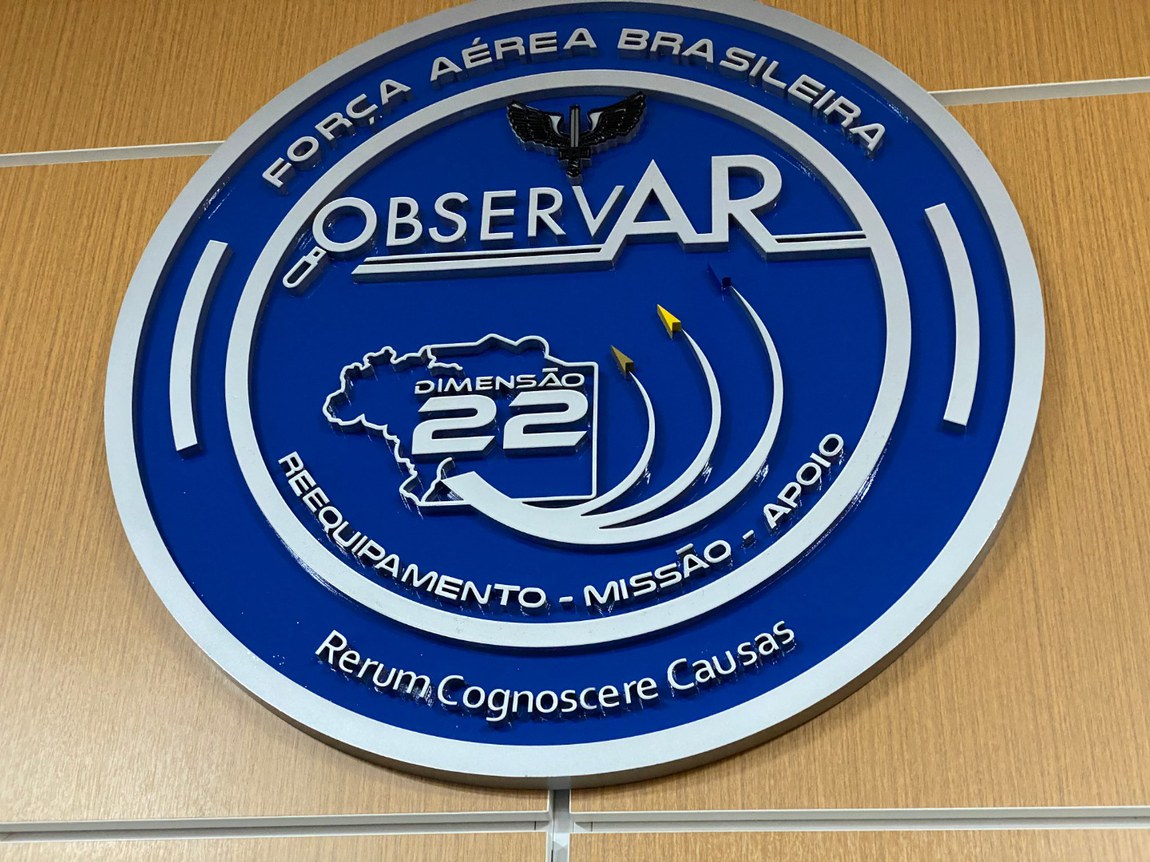 FORÇA AÉREA BRASILEIRA
OBSERVAR
DIMENSÃO
22
REEQUIPAMENTO - MISSÃO - APOIO
Rerum Cognoscere Causas